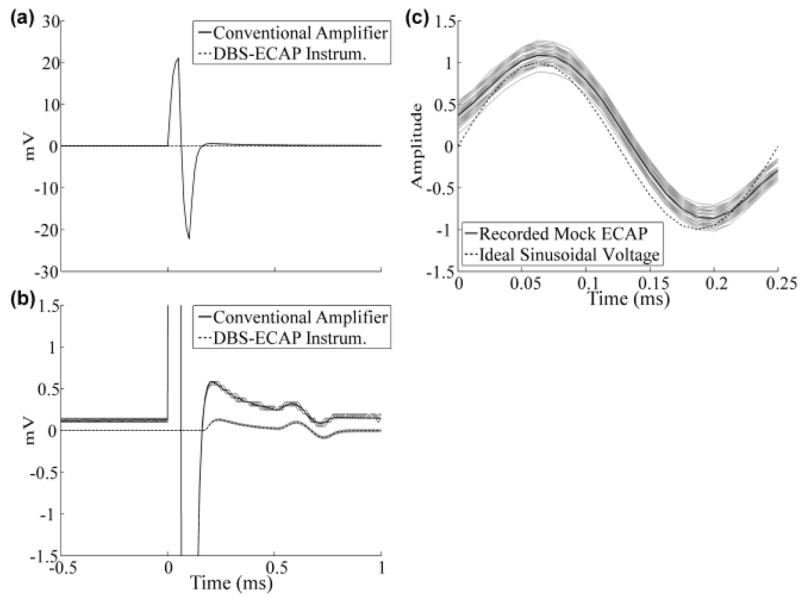 (a)
30
20
10
0
-10
-20
-30
mV
-1
0
1
Conventional Amplifier
DBS-ECAP Instrum.
(b)
1.5
1
0.5
0
-0.5
-1
-1.5
mV
-0.5
0
0.5
1
Time (ms)
Conventional Amplifier
DBS-ECAP Instrum.
(c)
1.5
1
0.5
0
-0.5
-1
-1.5
Amplitude
0
0.05
0.1
0.15
0.2
0.25
Time (ms)
Recorded Mock ECAP
Ideal Sinusoidal Voltage